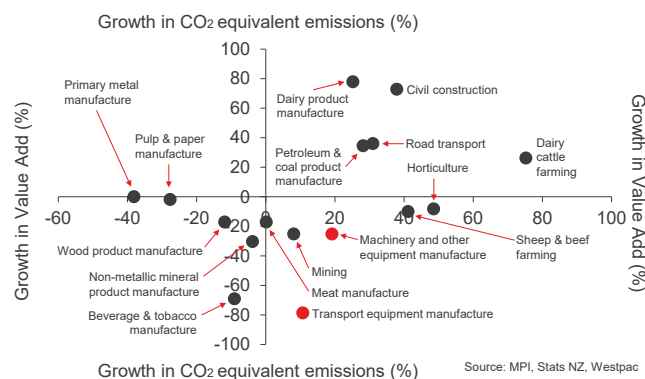 Growth in CO2 equivalent emissions (%)
Growth in Value Add (%)
Growth in Value Add (%)
100
80
60
40
20
0
-20
-40
-60
-80
-100
-60
-40
-20
0
20
40
60
80
100
Primary metal
manufacture
Pulp & paper
manufacture
Dairy product
manufacture
Civil construction
Petroleum &
coal product
manufacture
Road transport
Horticulture
Dairy
cattle
farming
Wood product manufacture
Non-metallic mineral
product manufacture
Beverage & tobacco
manufacture
Mining
Meat manufacture
Machinery and other
equipment manufacture
Sheep & beef
farming
Transport equipment manufacture
Growth in CO2 equivalent emissions (%)
Source: MPI, Stats NZ, Westpac